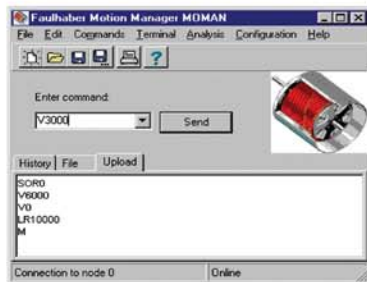 Faulhaber Motion Manager MOMAN
File Edit Commands Terminal Analysis Configuration Help
Enter command:
V3000
Send
History File Upload
SOR0
V6000
V0
LR10000
M
Connection to node 0 Online